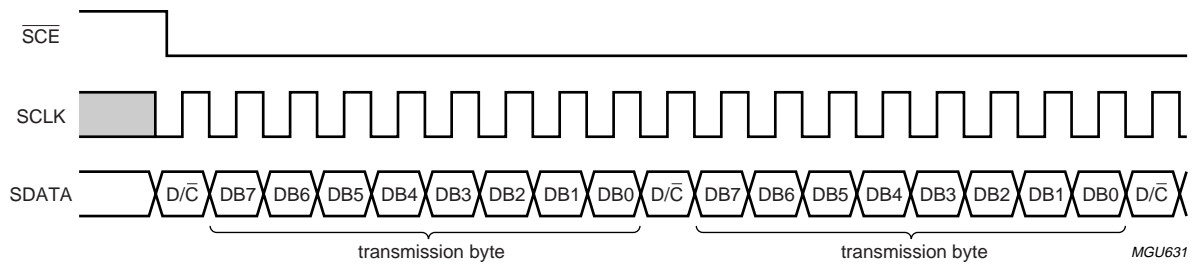 S̅C̅E̅
SCLK
SDATA D/C̅ DB7 DB6 DB5 DB4 DB3 DB2 DB1 DB0 D/C̅ DB7 DB6 DB5 DB4 DB3 DB2 DB1 DB0 D/C̅
transmission byte transmission byte MGU631